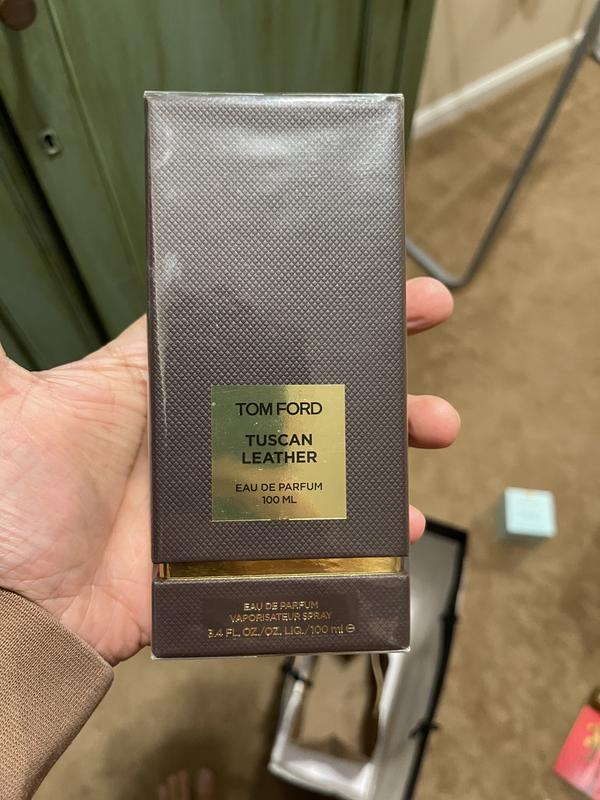 TOM FORD
TUSCAN
LEATHER
EAU DE PARFUM
100 ML
EAU DE PARFUM
VAPORISATEUR SPRAY
3.4 FL. OZ./OZ. LIQ./100 ml ℮